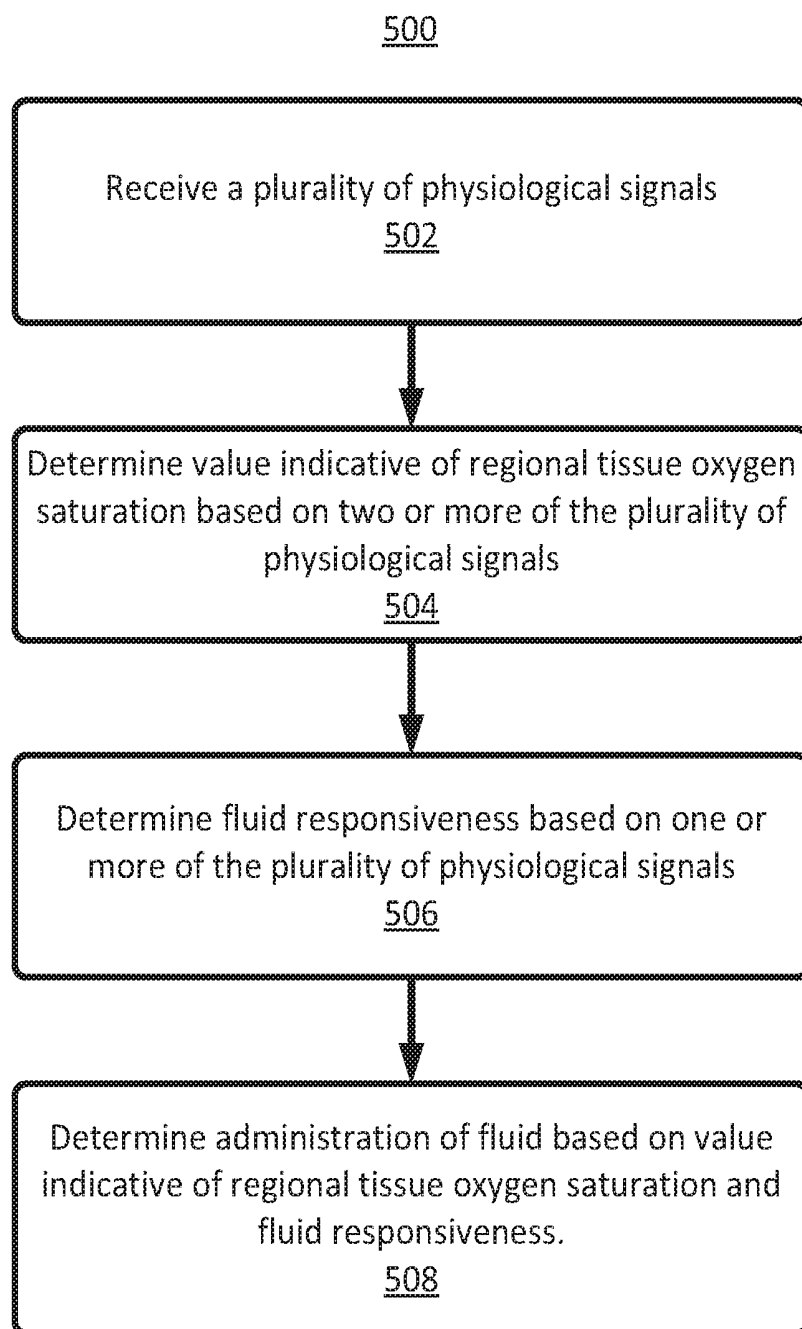 500
Receive a plurality of physiological signals
502
Determine value indicative of regional tissue oxygen
saturation based on two or more of the plurality of
physiological signals
504
Determine fluid responsiveness based on one or
more of the plurality of physiological signals
506
Determine administration of fluid based on value
indicative of regional tissue oxygen saturation and
fluid responsiveness.
508